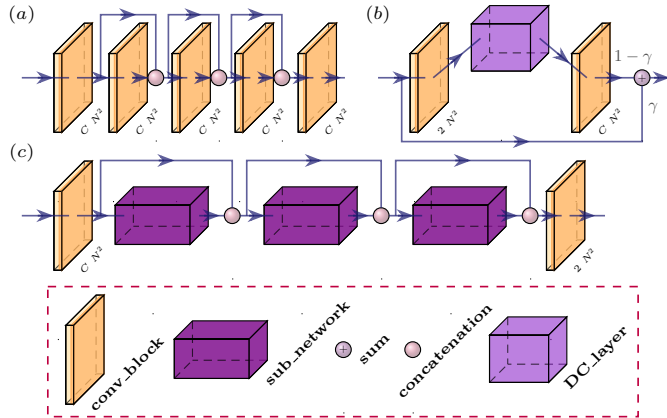 (a)
C N²
C N²
C N²
C N²
C N²
(b)
2 N²
C N²
1 − γ
+
γ
(c)
C N²
2 N²
conv_block
sub_network
+
sum
concatenation
DC_layer